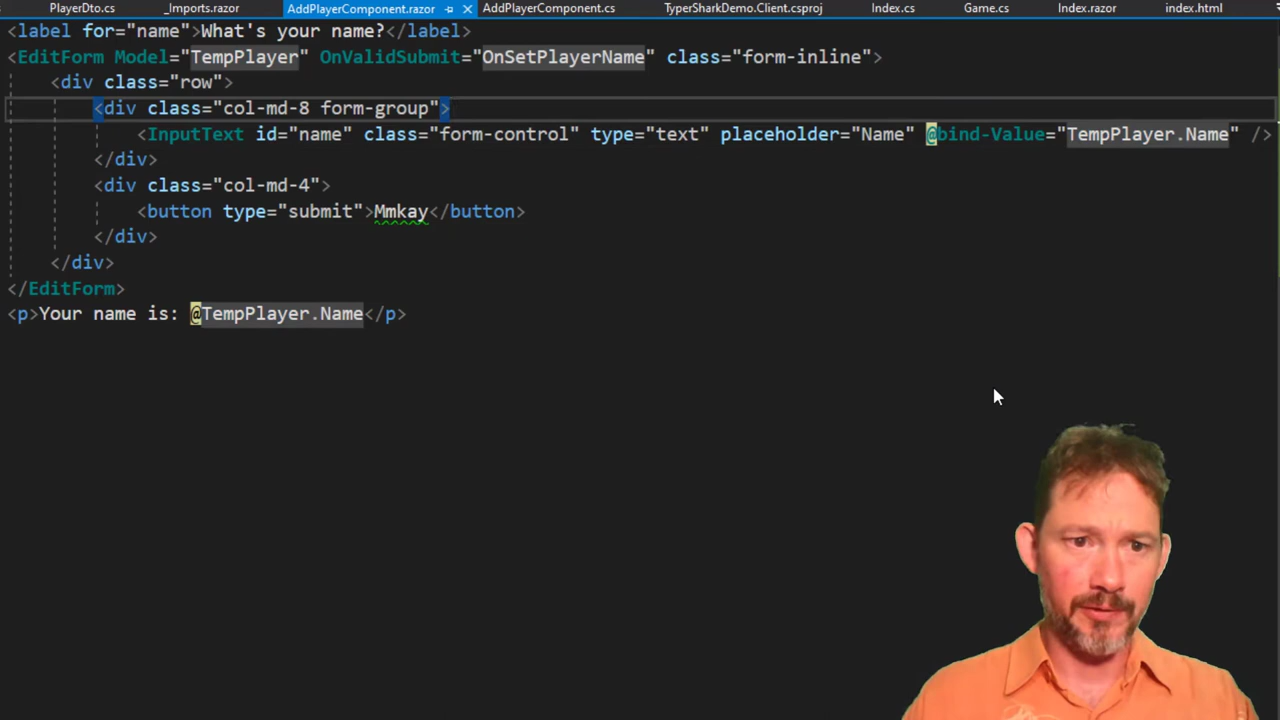 PlayerDto.cs _Imports.razor AddPlayerComponent.razor AddPlayerComponent.cs TyperSharkDemo.Client.csproj Index.cs Game.cs Index.razor index.html
<label for="name">What's your name?</label>
<EditForm Model="TempPlayer" OnValidSubmit="OnSetPlayerName" class="form-inline">
<div class="row">
<div class="col-md-8 form-group">
<InputText id="name" class="form-control" type="text" placeholder="Name" @bind-Value="TempPlayer.Name" />
</div>
<div class="col-md-4">
<button type="submit">Mmkay</button>
</div>
</div>
</EditForm>
<p>Your name is: @TempPlayer.Name</p>